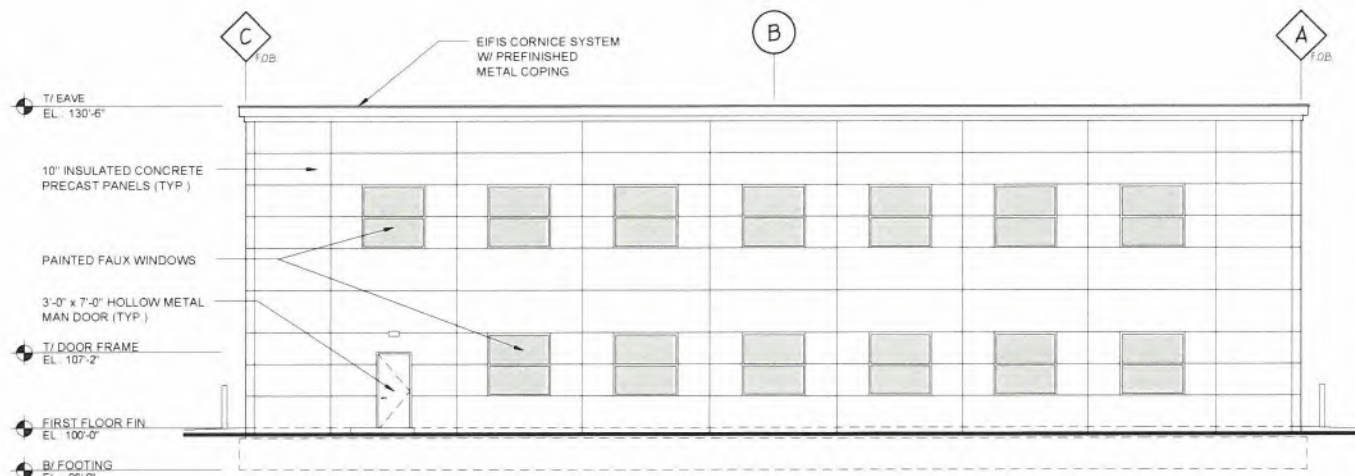 C
F.O.B.
B
A
F.O.B.
EIFIS CORNICE SYSTEM
W/ PREFINISHED
METAL COPING
T/ EAVE
EL.: 130'-6"
10" INSULATED CONCRETE
PRECAST PANELS (TYP.)
PAINTED FAUX WINDOWS
3'-0" x 7'-0" HOLLOW METAL
MAN DOOR (TYP.)
T/ DOOR FRAME
EL.: 107'-2"
FIRST FLOOR FIN
EL.: 100'-0"
B/ FOOTING